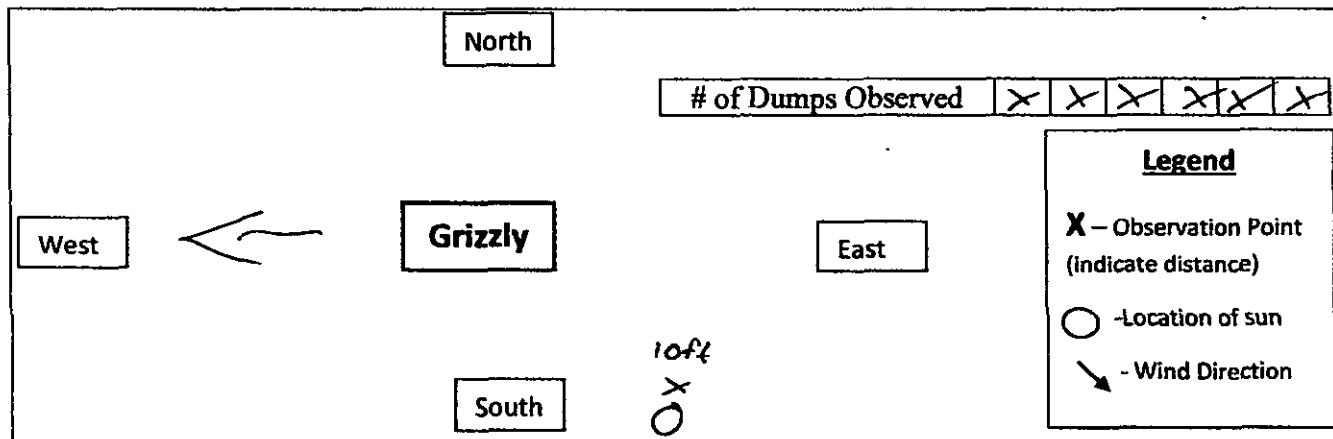 North
# of Dumps Observed X X X X X X
Legend
X – Observation Point
(indicate distance)
West
Grizzly
East
-Location of sun
- Wind Direction
10ft
X
South